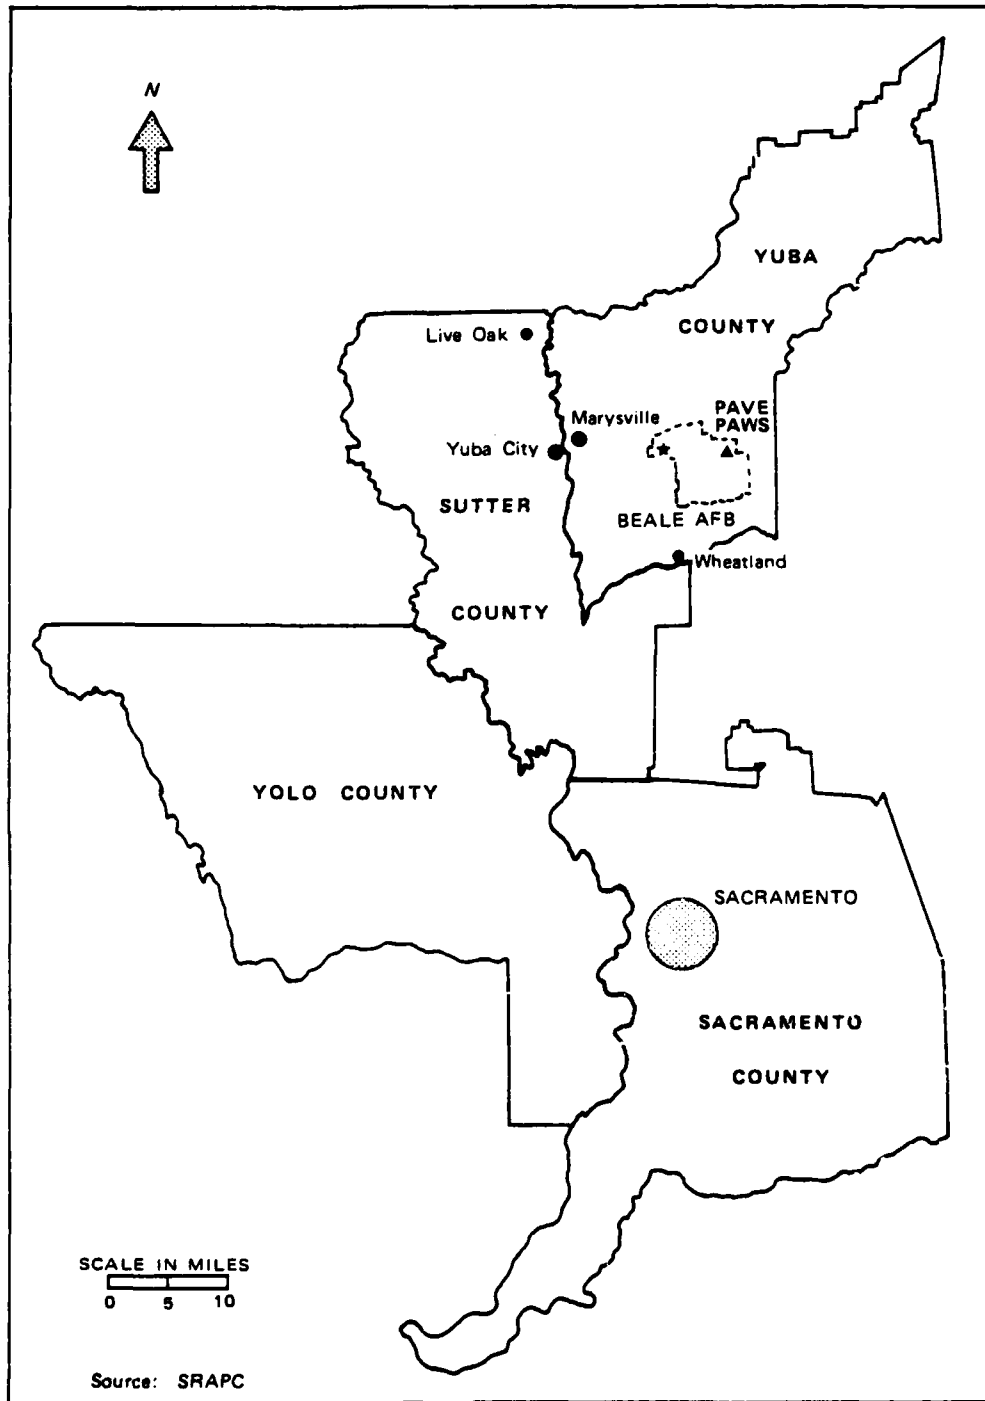 N
YUBA
COUNTY
Live Oak
PAVE
PAWS
Marysville
Yuba City
SUTTER
BEALE AFB
Wheatland
COUNTY
YOLO COUNTY
SACRAMENTO
SACRAMENTO
COUNTY
SCALE IN MILES
0 5 10
Source: SRAPC